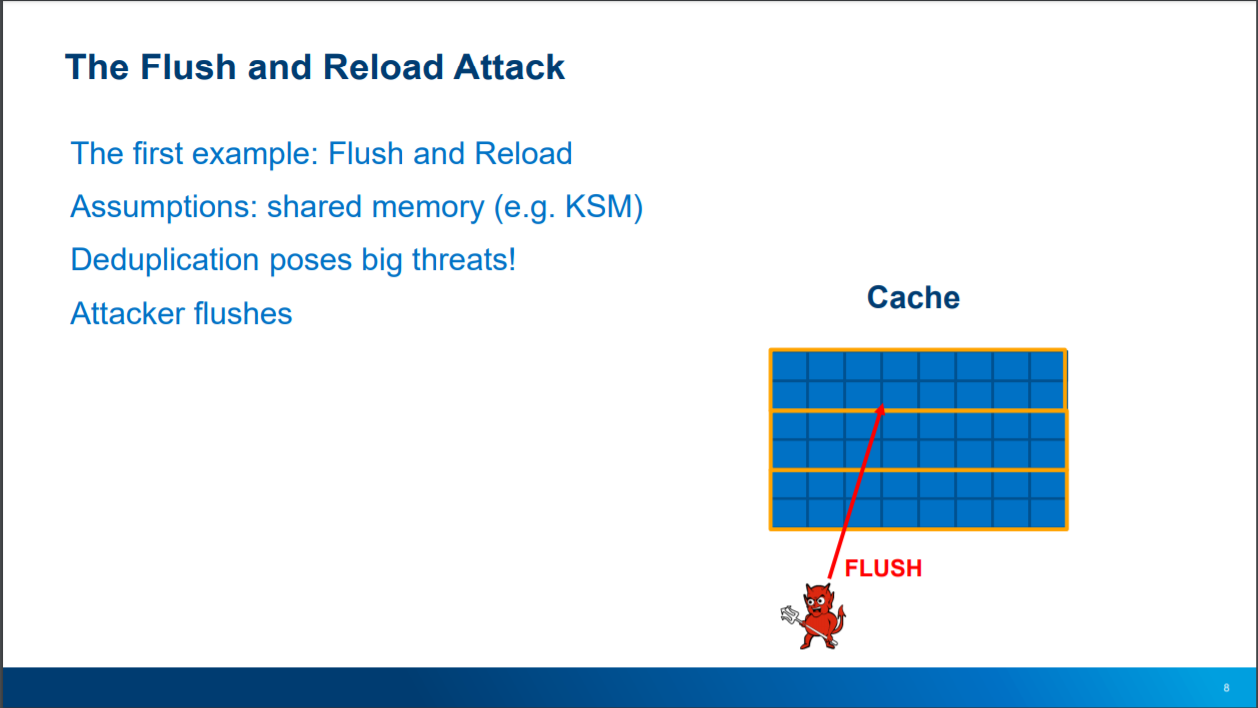 The Flush and Reload Attack
The first example: Flush and Reload
Assumptions: shared memory (e.g. KSM)
Deduplication poses big threats!
Attacker flushes
Cache
FLUSH
8